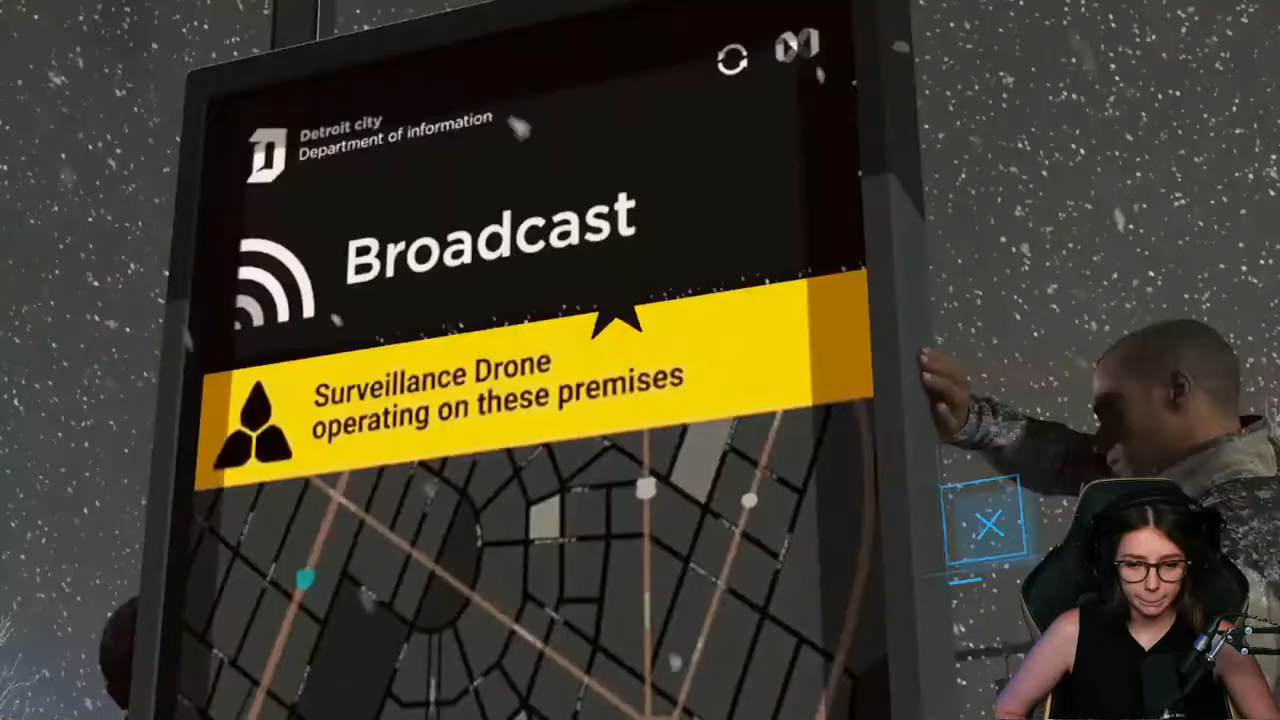 Detroit city
Department of information
Broadcast
Surveillance Drone
operating on these premises
X